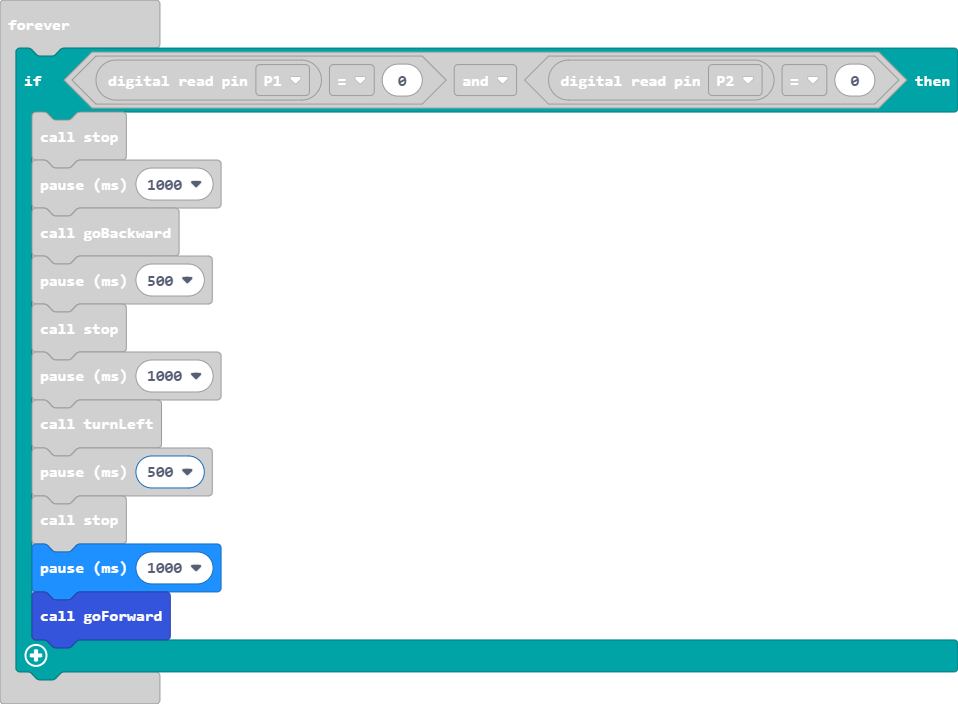 forever
if digital read pin P1 = 0 and digital read pin P2 = 0 then
call stop
pause (ms) 1000
call goBackward
pause (ms) 500
call stop
pause (ms) 1000
call turnLeft
pause (ms) 500
call stop
pause (ms) 1000
call goForward